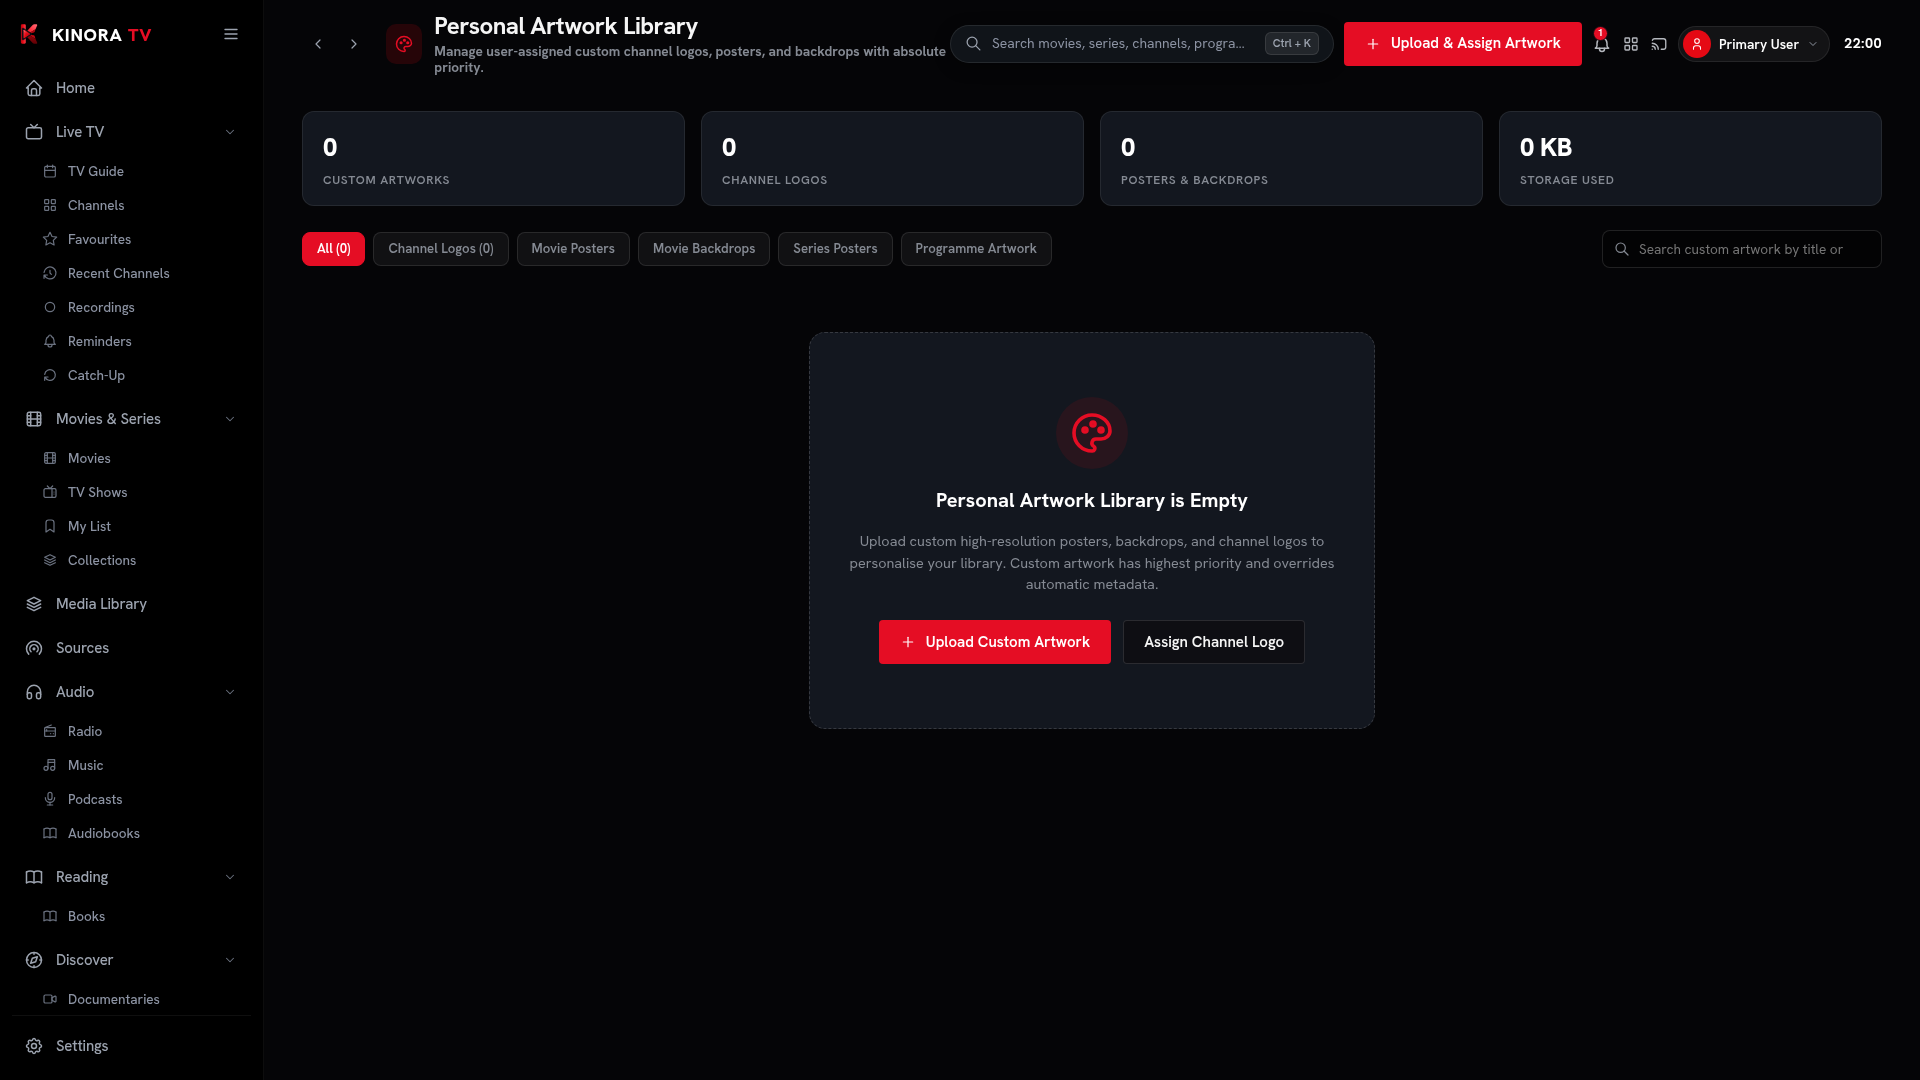 KINORA TV
Home
Live TV
TV Guide
Channels
Favourites
Recent Channels
Recordings
Reminders
Catch-Up
Movies & Series
Movies
TV Shows
My List
Collections
Media Library
Sources
Audio
Radio
Music
Podcasts
Audiobooks
Reading
Books
Discover
Documentaries
Settings
Personal Artwork Library
Manage user-assigned custom channel logos, posters, and backdrops with absolute
priority.
Search movies, series, channels, progra... Ctrl + K
Upload & Assign Artwork
1
Primary User
22:00
0
CUSTOM ARTWORKS
0
CHANNEL LOGOS
0
POSTERS & BACKDROPS
0 KB
STORAGE USED
All (0)
Channel Logos (0)
Movie Posters
Movie Backdrops
Series Posters
Programme Artwork
Search custom artwork by title or
Personal Artwork Library is Empty
Upload custom high-resolution posters, backdrops, and channel logos to
personalise your library. Custom artwork has highest priority and overrides
automatic metadata.
Upload Custom Artwork
Assign Channel Logo